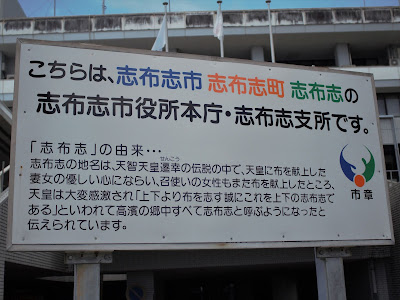 こちらは、志布志市 志布志町 志布志の
志布志市役所本庁・志布志支所です。
「志布志」の由来・・・
志布志の地名は、天智天皇遷幸の伝説の中で、天皇に布を献上した
せんこう
妻女の優しい心にならい、召使いの女性もまた布を献上したところ、
天皇は大変感激され「上下より布を志す誠にこれを上下の志布志で
ある」といわれて高濱の郷中すべて志布志と呼ぶようになったと
伝えられています。
市章